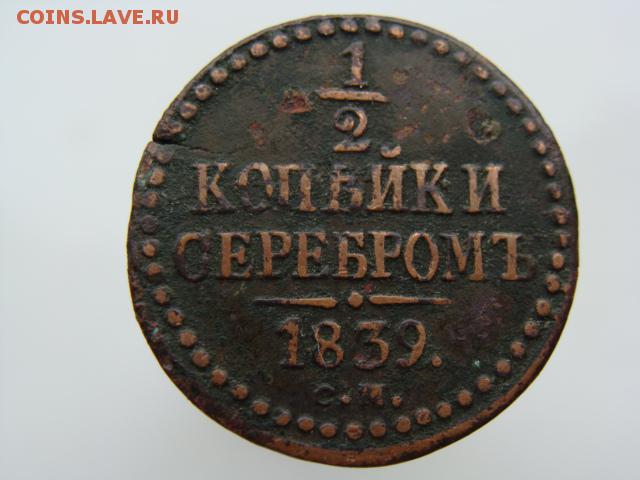 COINS.LAVE.RU
1
2.
КОПѢЙКИ
СЕРЕБРОМЪ
1839.
С.М.